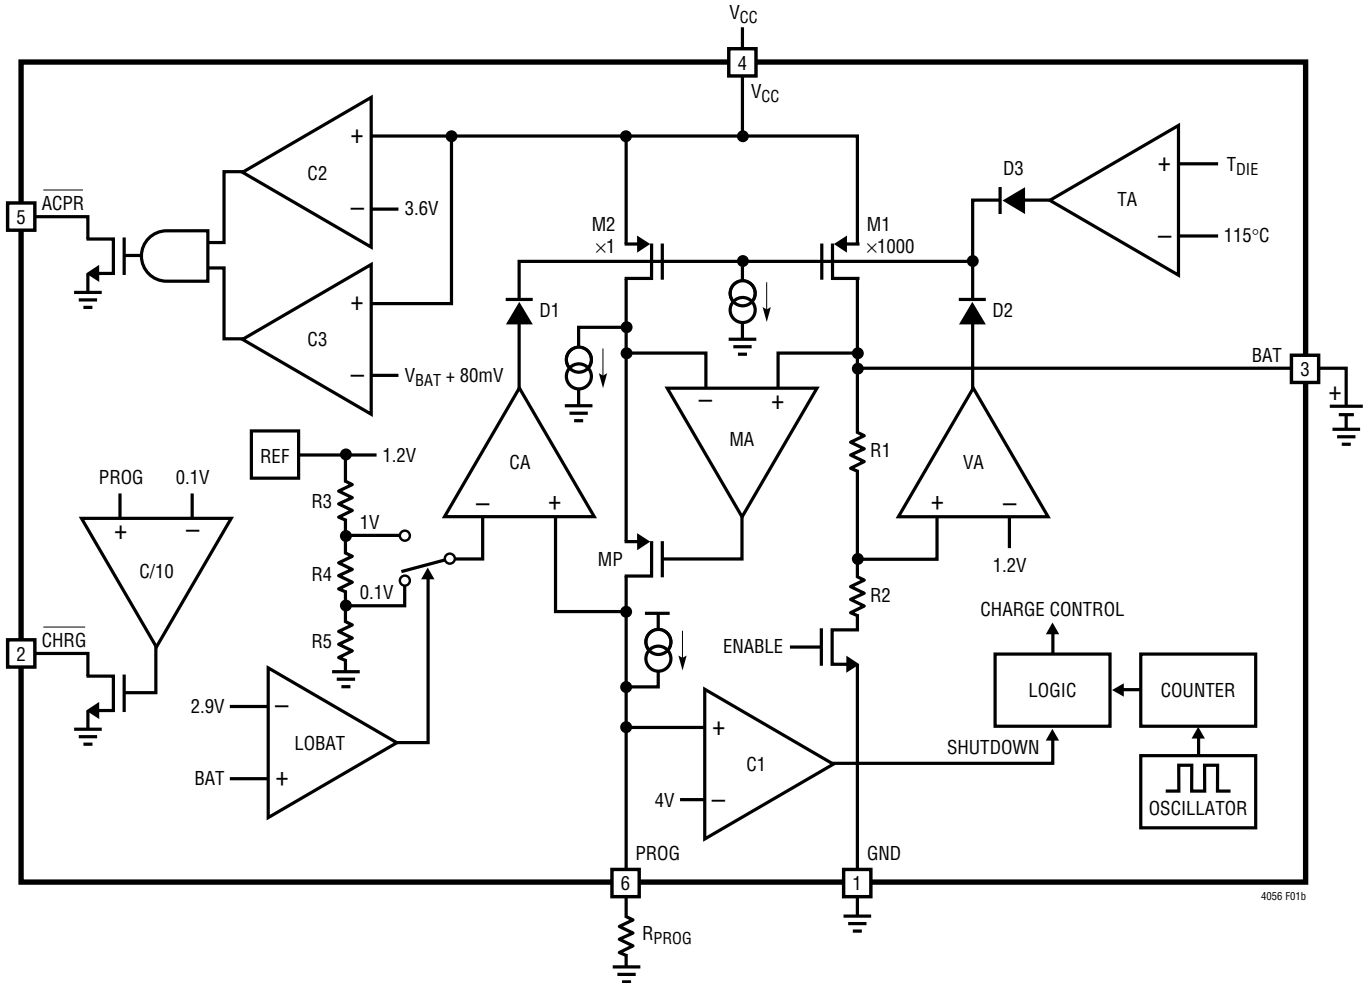 VCC
4
VCC
+
C2
−
3.6V
5
ACPR
M2
×1
M1
×1000
D3
+
TA
−
TDIE
115°C
+
C3
−
VBAT + 80mV
D1
D2
BAT
3
+
REF
1.2V
CA
−
+
−
+
MA
R1
VA
+
−
1.2V
PROG
0.1V
+
−
C/10
R3
1V
R4
0.1V
R5
MP
R2
2
CHRG
ENABLE
CHARGE CONTROL
LOGIC
COUNTER
SHUTDOWN
OSCILLATOR
2.9V
−
LOBAT
BAT
+
+
C1
4V
−
PROG
6
GND
1
RPROG
4056 F01b